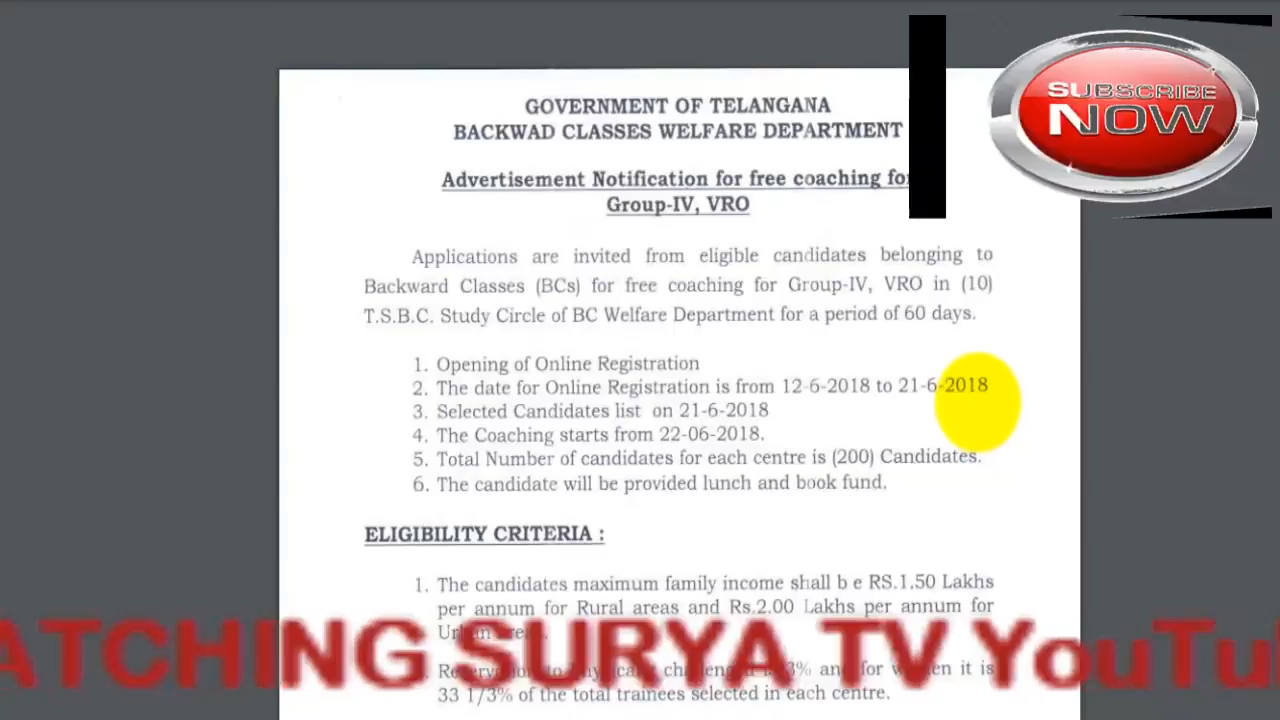 GOVERNMENT OF TELANGANA
BACKWAD CLASSES WELFARE DEPARTMENT
SUBSCRIBE
NOW
Advertisement Notification for free coaching for
Group-IV, VRO
Applications are invited from eligible candidates belonging to
Backward Classes (BCs) for free coaching for Group-IV, VRO in (10)
T.S.B.C. Study Circle of BC Welfare Department for a period of 60 days.
1. Opening of Online Registration
2. The date for Online Registration is from 12-6-2018 to 21-6-2018
3. Selected Candidates list on 21-6-2018
4. The Coaching starts from 22-06-2018.
5. Total Number of candidates for each centre is (200) Candidates.
6. The candidate will be provided lunch and book fund.
ELIGIBILITY CRITERIA :
1. The candidates maximum family income shall b e RS.1.50 Lakhs
per annum for Rural areas and Rs.2.00 Lakhs per annum for
ATCHING SURYA TV YouTu
33 1/3% of the total trainees selected in each centre.